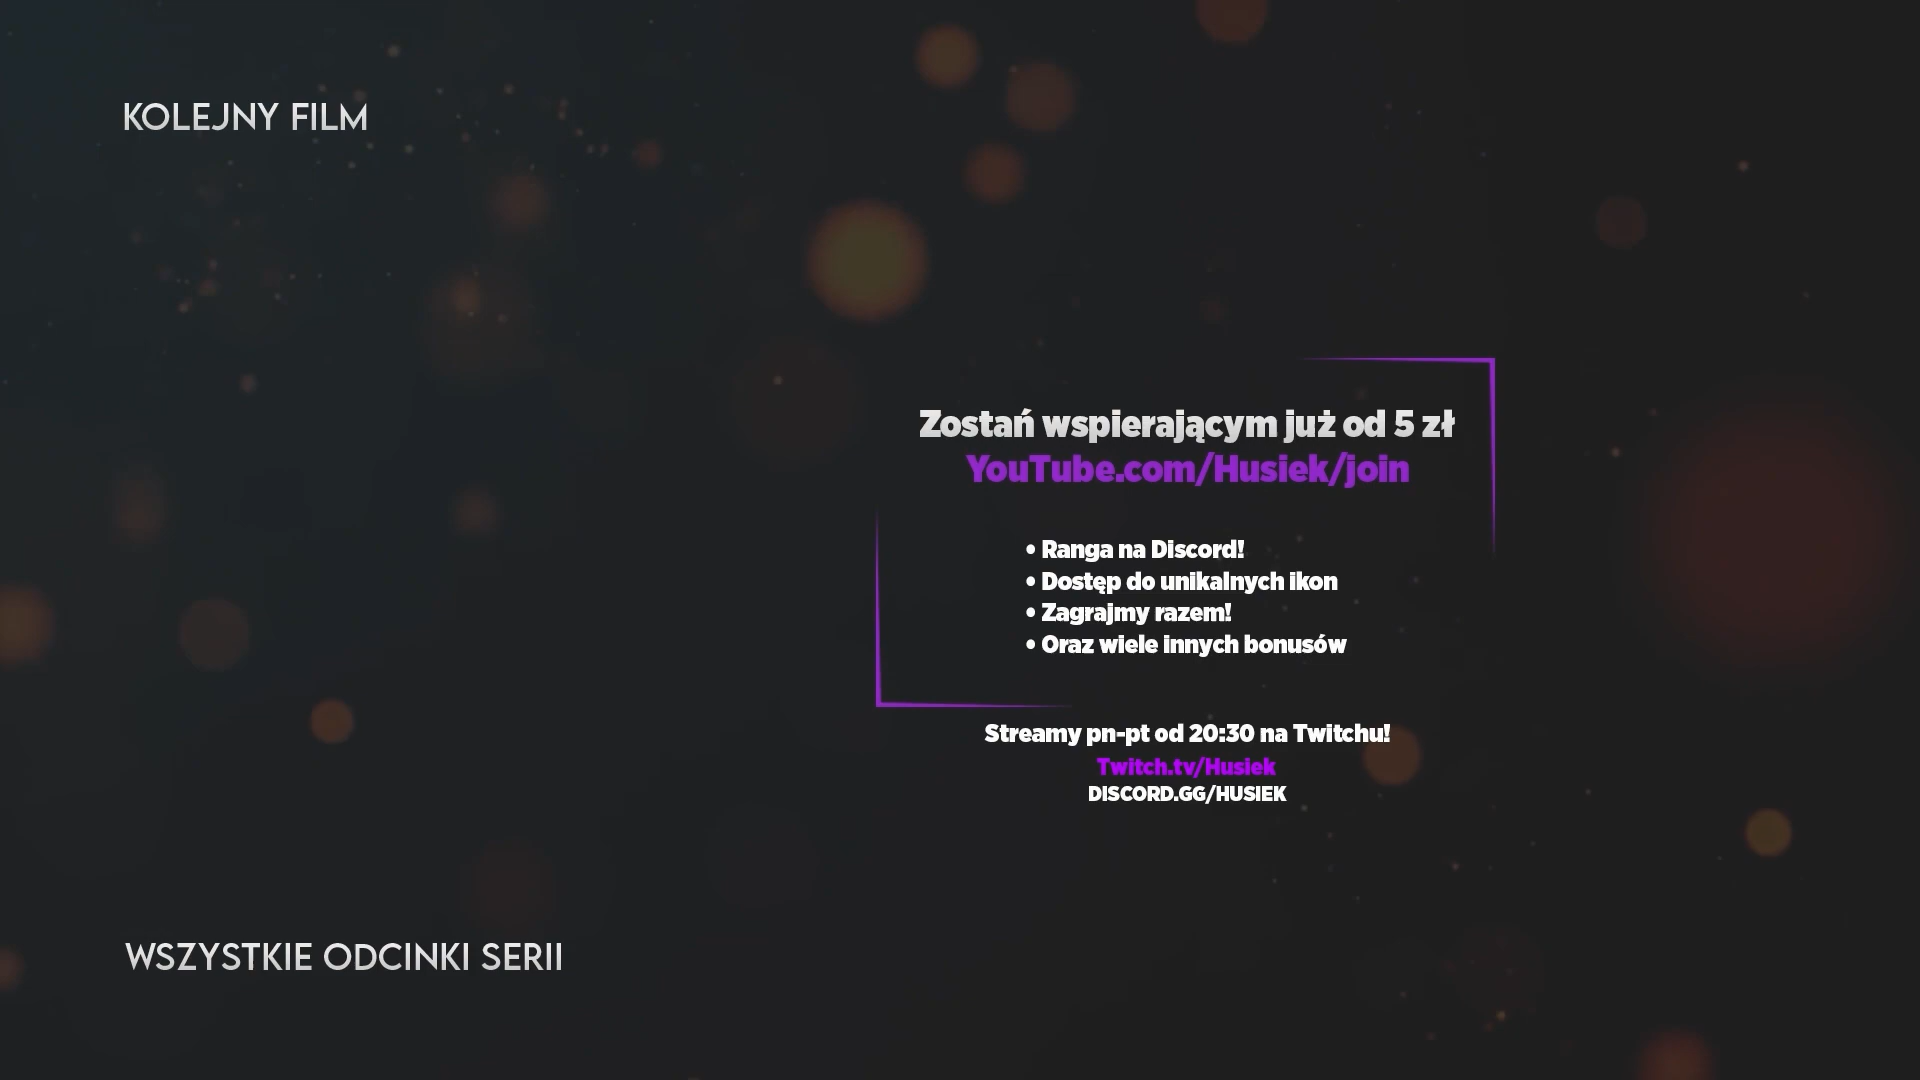 KOLEJNY FILM
Zostań wspierającym już od 5 zł
YouTube.com/Husiek/join
• Ranga na Discord!
• Dostęp do unikalnych ikon
• Zagrajmy razem!
• Oraz wiele innych bonusów
Streamy pn-pt od 20:30 na Twitchu!
Twitch.tv/Husiek
DISCORD.GG/HUSIEK
WSZYSTKIE ODCINKI SERII